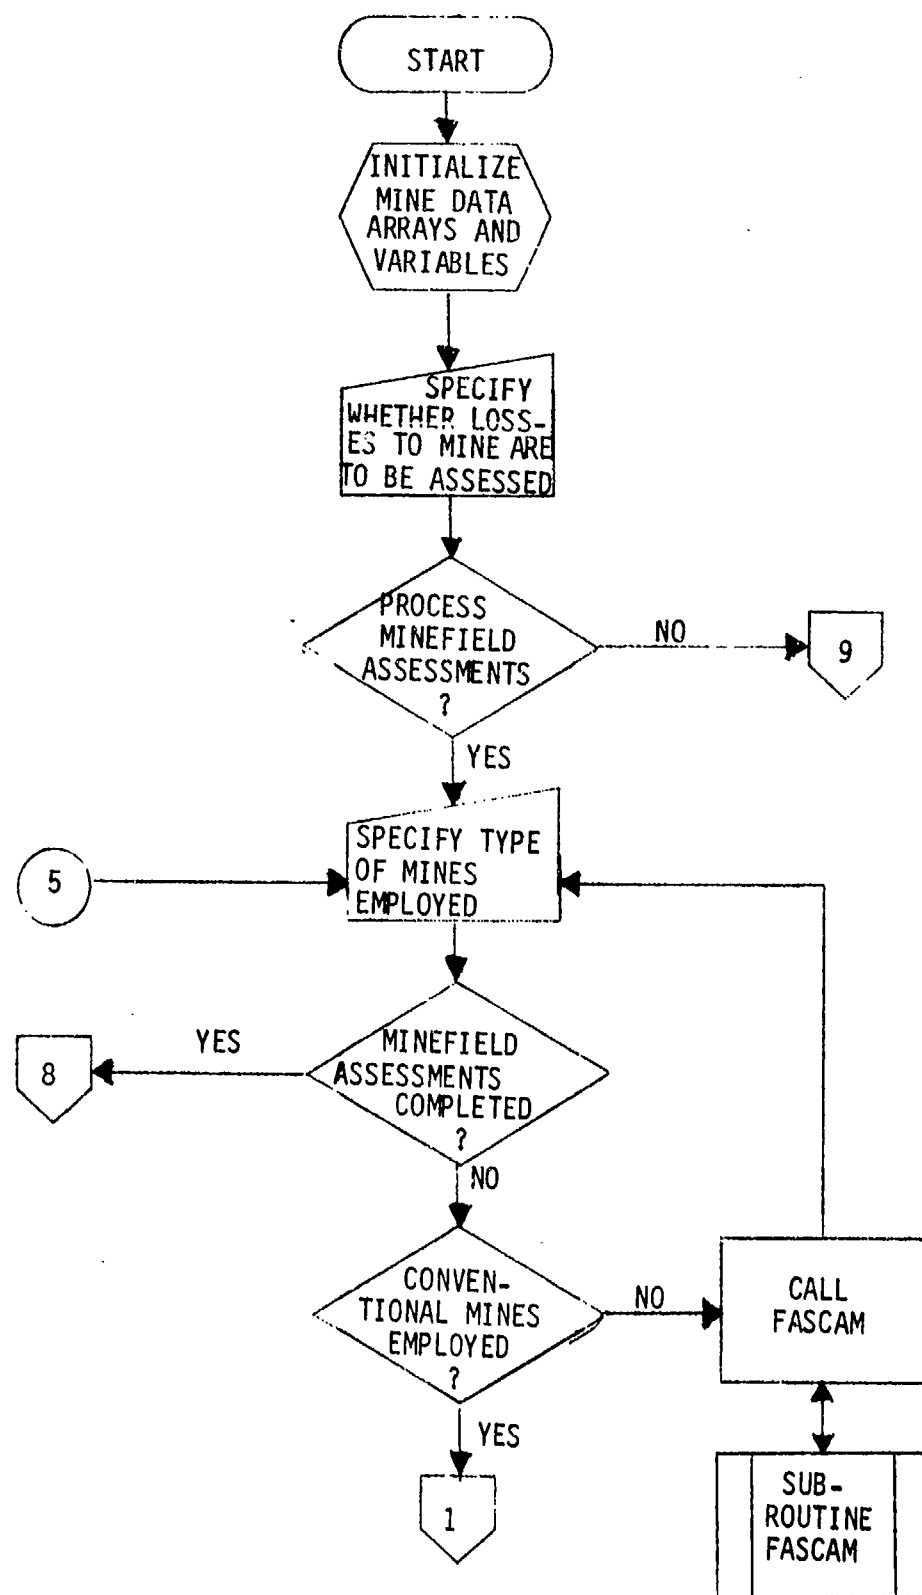 START
INITIALIZE
MINE DATA
ARRAYS AND
VARIABLES
SPECIFY
WHETHER LOSS-
ES TO MINE ARE
TO BE ASSESSED
PROCESS
MINEFIELD
ASSESSMENTS
?
NO
9
YES
SPECIFY TYPE
OF MINES
EMPLOYED
5
MINEFIELD
ASSESSMENTS
COMPLETED
?
YES
8
NO
CONVEN-
TIONAL MINES
EMPLOYED
?
NO
CALL
FASCAM
YES
1
SUB-
ROUTINE
FASCAM